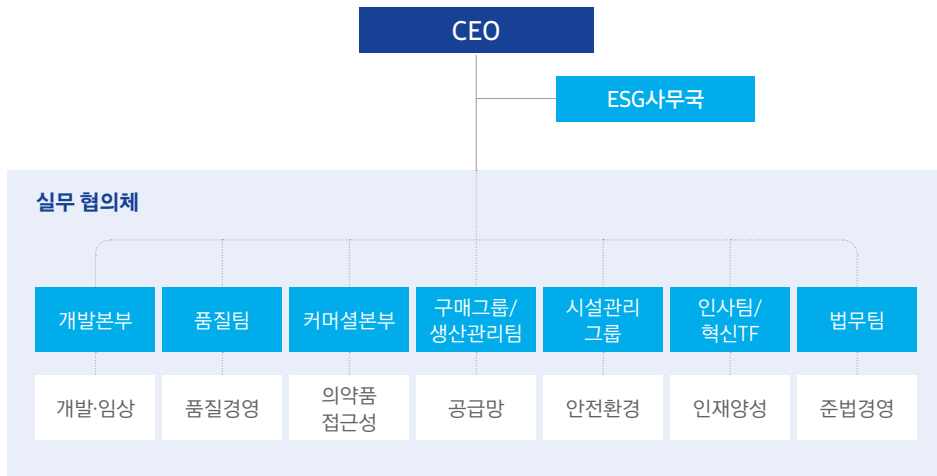 CEO
ESG사무국
실무 협의체
개발본부
품질팀
커머셜본부
구매그룹/
생산관리팀
시설관리
그룹
인사팀/
혁신TF
법무팀
개발·임상
품질경영
의약품
접근성
공급망
안전환경
인재양성
준법경영